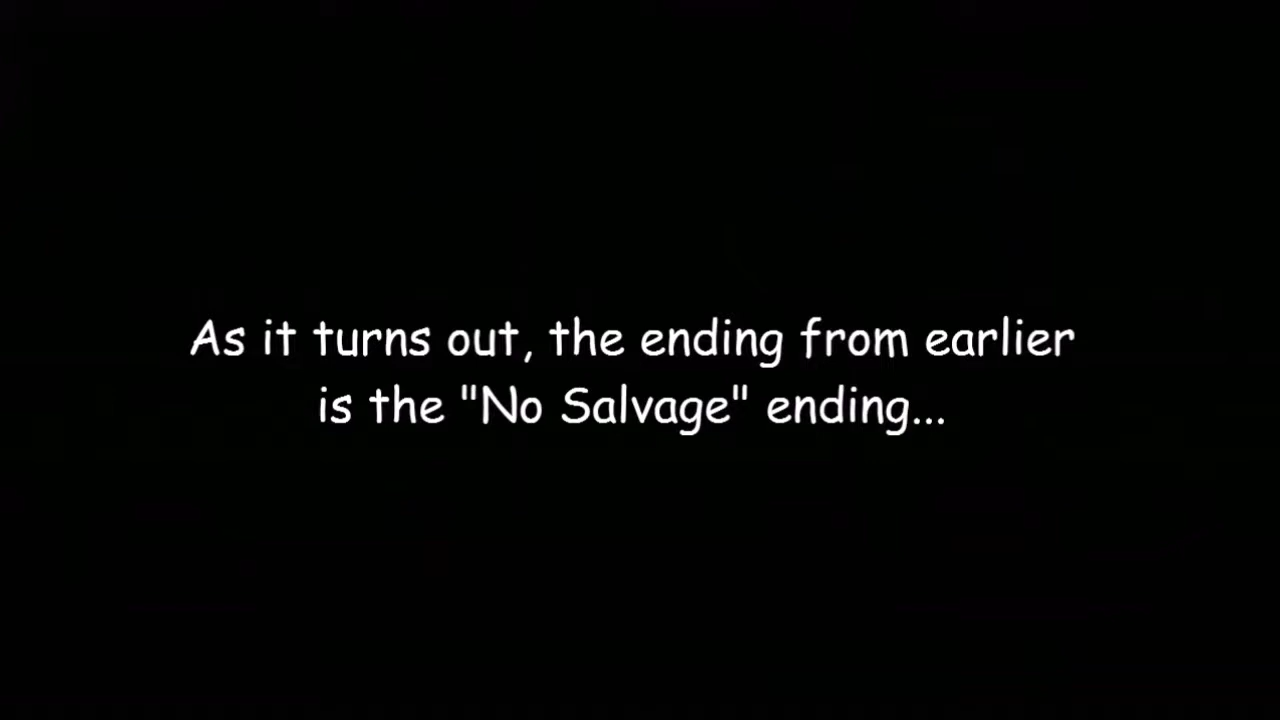 As it turns out, the ending from earlier
is the "No Salvage" ending...